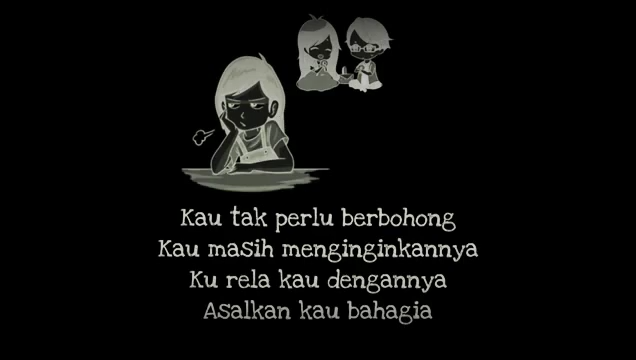 Kau tak perlu berbohong
Kau masih menginginkannya
Ku rela kau dengannya
Asalkan kau bahagia